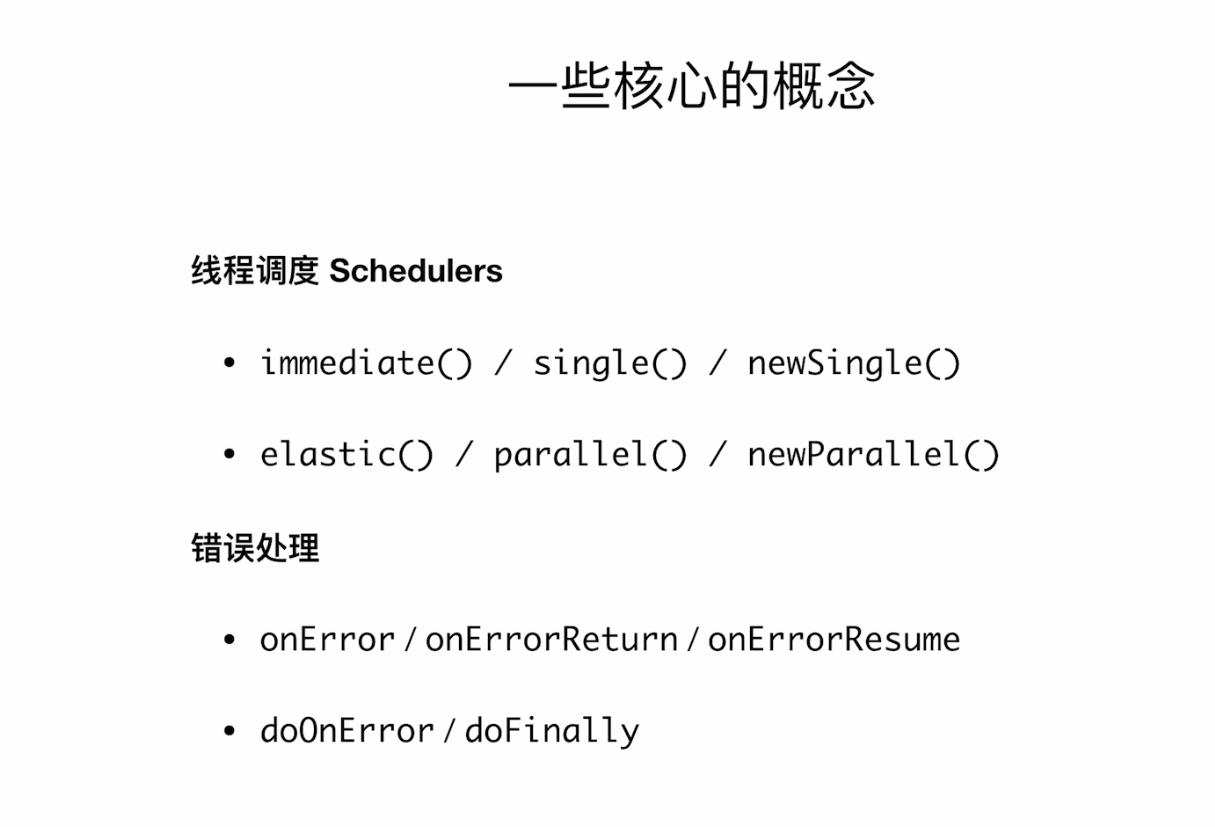 一些核心的概念
线程调度 Schedulers
• immediate() / single() / newSingle()
• elastic() / parallel() / newParallel()
错误处理
• onError / onErrorReturn / onErrorResume
• doOnError / doFinally